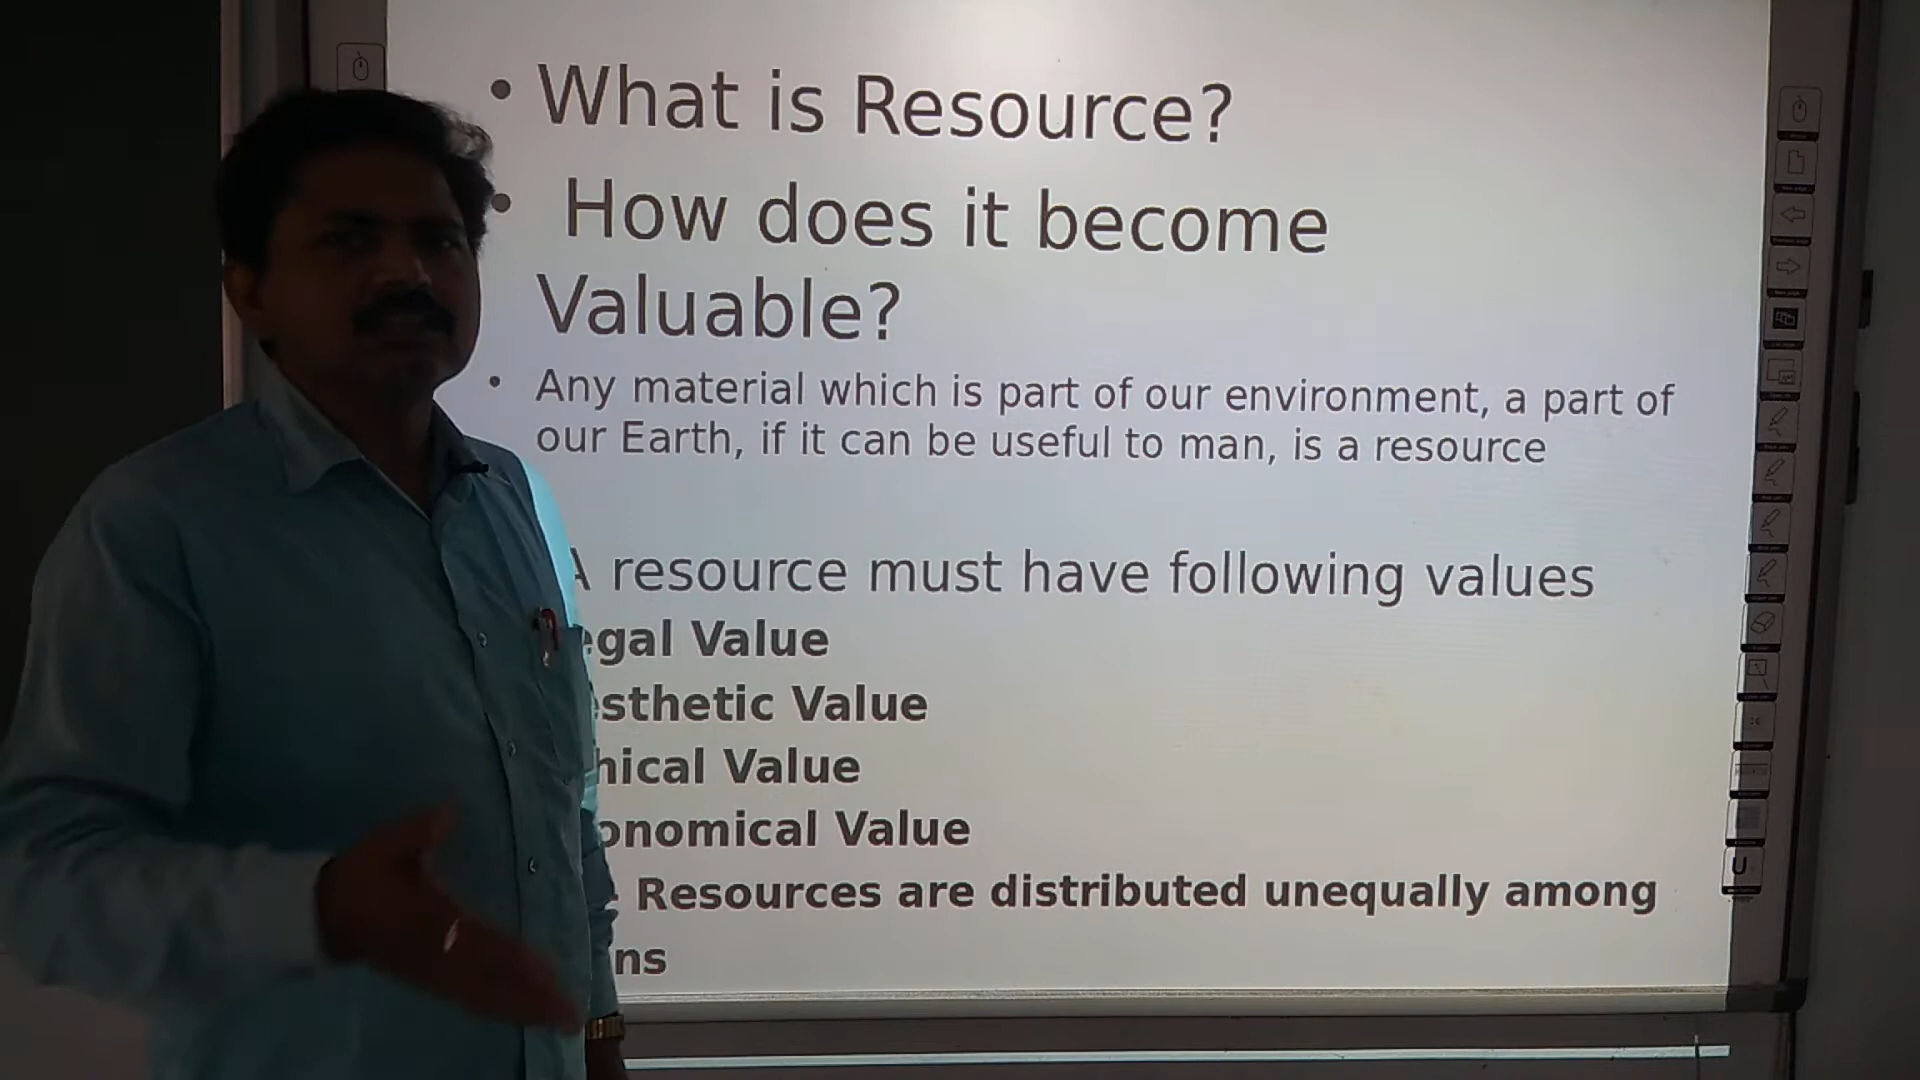 • What is Resource?
• How does it become
Valuable?
• Any material which is part of our environment, a part of
our Earth, if it can be useful to man, is a resource
A resource must have following values
egal Value
esthetic Value
hical Value
onomical Value
Resources are distributed unequally among
ns